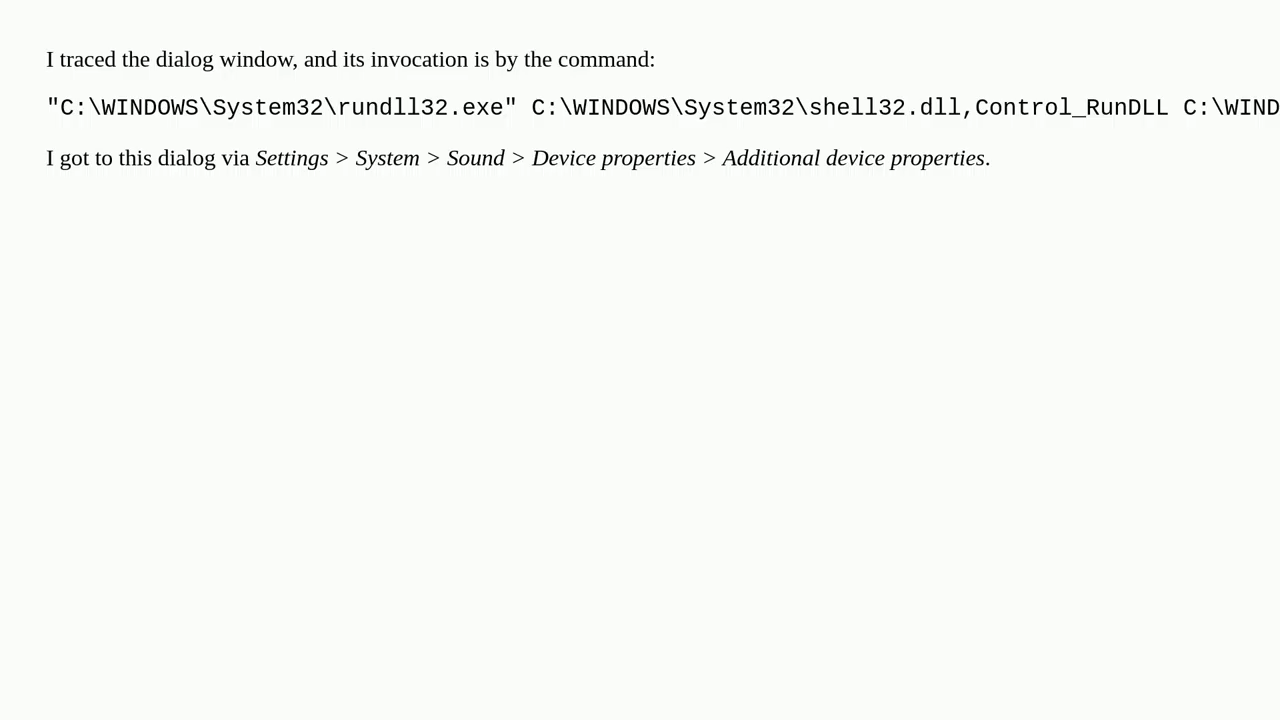 I traced the dialog window, and its invocation is by the command:
"C:\WINDOWS\System32\rundll32.exe" C:\WINDOWS\System32\shell32.dll,Control_RunDLL C:\WIND
I got to this dialog via Settings > System > Sound > Device properties > Additional device properties.